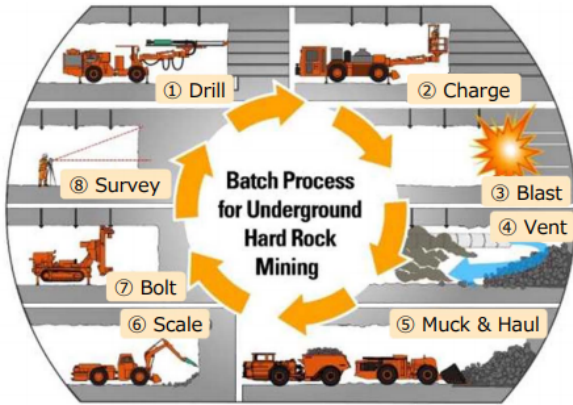 ① Drill
② Charge
③ Blast
④ Vent
⑤ Muck & Haul
⑥ Scale
⑦ Bolt
⑧ Survey
Batch Process
for Underground
Hard Rock
Mining